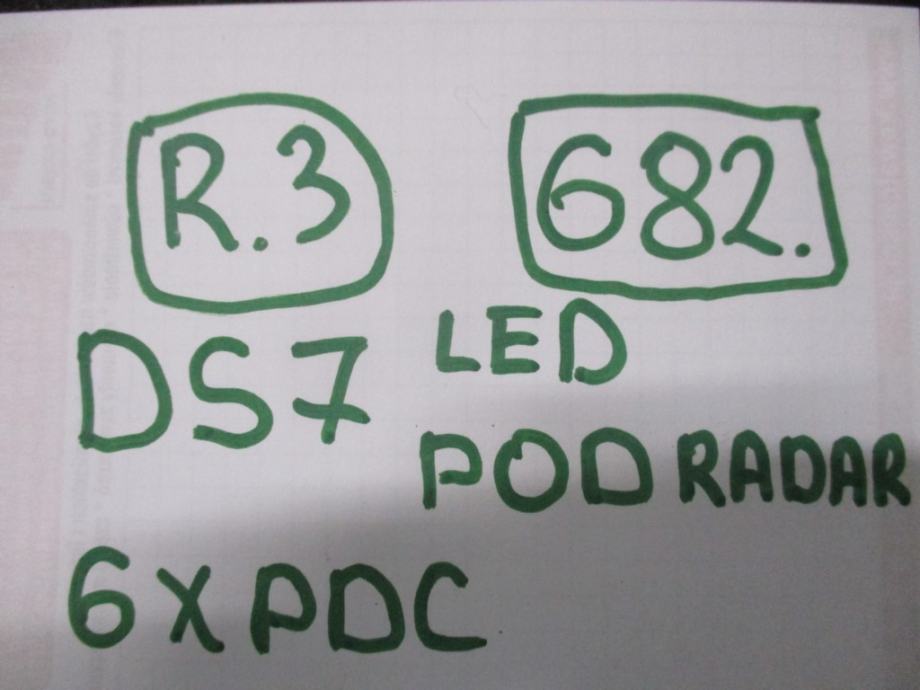 R.3 682.
DS7 LED
POD RADAR
6XPDC